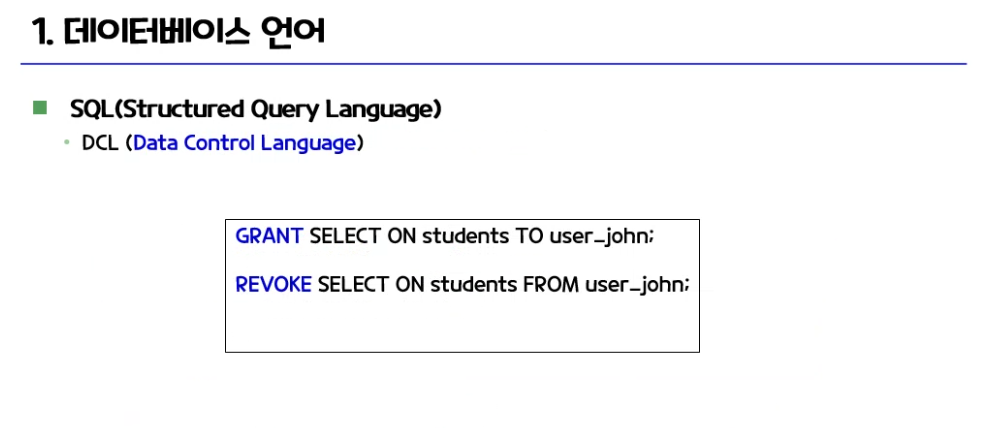 1. 데이터베이스 언어
SQL(Structured Query Language)
DCL (Data Control Language)
GRANT SELECT ON students TO user_john;
REVOKE SELECT ON students FROM user_john;